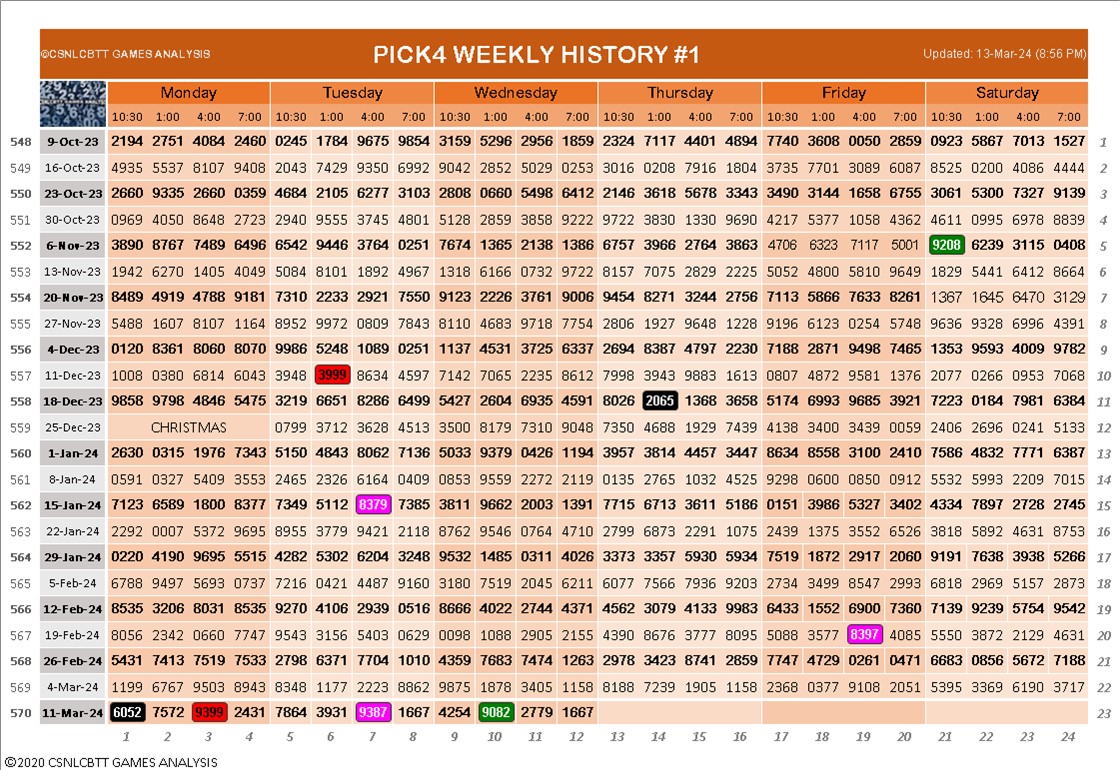 ©CSNLCBTT GAMES ANALYSIS PICK4 WEEKLY HISTORY #1 Updated: 13-Mar-24 (8:56 PM)
Monday Tuesday Wednesday Thursday Friday Saturday
10:30 1:00 4:00 7:00 10:30 1:00 4:00 7:00 10:30 1:00 4:00 7:00 10:30 1:00 4:00 7:00 10:30 1:00 4:00 7:00 10:30 1:00 4:00 7:00
548 9-Oct-23 2194 2751 4084 2460 0245 1784 9675 9854 3159 5296 2956 1859 2324 7117 4401 4894 7740 3608 0050 2859 0923 5867 7013 1527 1
549 16-Oct-23 4935 5537 8107 9408 2043 7429 9350 6992 9042 2852 5029 0253 3016 0208 7916 1804 3735 7701 3089 6087 8525 0200 4086 4444 2
550 23-Oct-23 2660 9335 2660 0359 4684 2105 6277 3103 2808 0660 5498 6412 2146 3618 5678 3343 3490 3144 1658 6755 3061 5300 7327 9139 3
551 30-Oct-23 0969 4050 8648 2723 2940 9555 3745 4801 5128 2859 3858 9222 9722 3830 1330 9690 4217 5377 1058 4362 4611 0995 6978 8839 4
552 6-Nov-23 3890 8767 7489 6496 6542 9446 3764 0251 7674 1365 2138 1386 6757 3966 2764 3863 4706 6323 7117 5001 9208 6239 3115 0408 5
553 13-Nov-23 1942 6270 1405 4049 5084 8101 1892 4967 1318 6166 0732 9722 8157 7075 2829 2225 5052 4800 5810 9649 1829 5441 6412 8664 6
554 20-Nov-23 8489 4919 4788 9181 7310 2233 2921 7550 9123 2226 3761 9006 9454 8271 3244 2756 7113 5866 7633 8261 1367 1645 6470 3129 7
555 27-Nov-23 5488 1607 8107 1164 8952 9972 0809 7843 8110 4683 9718 7754 2806 1927 9648 1228 9196 6123 0254 5748 9636 9328 6996 4391 8
556 4-Dec-23 0120 8361 8060 8070 9986 5248 1089 0251 1137 4531 3725 6337 2694 8387 4797 2230 7188 2871 9498 7465 1353 9593 4009 9782 9
557 11-Dec-23 1008 0380 6814 6043 3948 3999 8634 4597 7142 7065 2235 8612 7998 3943 9883 1613 0807 4872 9581 1376 2077 0266 0353 7068 10
558 18-Dec-23 9858 9798 4846 5475 3219 6651 8286 6499 5427 2604 6935 4591 8026 2065 1368 3658 5174 6993 9685 3921 7223 0184 7981 6384 11
559 25-Dec-23 CHRISTMAS 0799 3712 3628 4513 3500 8179 7310 9048 7350 4688 1929 7439 4138 3400 3439 0059 2406 2696 0241 5133 12
560 1-Jan-24 2630 0315 1976 7343 5150 4843 8062 7136 5033 9379 0426 1194 3957 3814 4457 3447 8634 8558 3100 2410 7586 4832 7771 6387 13
561 8-Jan-24 0591 0327 5409 3553 2465 2326 6164 0409 0853 9559 2272 2119 0135 2765 1032 4525 9298 0600 0850 0912 5532 5993 2209 7015 14
562 15-Jan-24 7123 6589 1800 8377 7349 5112 8379 7385 3811 9662 2003 1391 7715 6713 3611 5186 0151 3986 5327 3402 4334 7897 2728 2745 15
563 22-Jan-24 2292 0007 5372 9695 8955 3779 9421 2118 8762 9546 0764 4710 2799 6873 2291 1075 2439 1375 3552 6526 3818 5892 4631 8753 16
564 29-Jan-24 0220 4190 9695 5515 4282 5302 6204 3248 9532 1485 0311 4026 3373 3357 5930 5934 7519 1872 2917 2060 9191 7638 3938 5266 17
565 5-Feb-24 6788 9497 5693 0737 7216 0421 4487 9160 3180 7519 2045 6211 6077 7566 7936 9203 2734 3499 8547 2993 6818 2969 5157 2873 18
566 12-Feb-24 8535 3206 8031 8535 9270 4106 2939 0516 8666 4022 2744 4371 4562 3079 4133 9983 6433 1552 6900 7360 7139 9239 5754 9542 19
567 19-Feb-24 8056 2342 0660 7747 9543 3156 5403 0629 0098 1088 2905 2155 4390 8676 3777 8095 5088 3577 8397 4085 5550 3872 2129 4631 20
568 26-Feb-24 5431 7413 7519 7533 2798 6371 7704 1010 4359 7683 7474 1263 2978 3423 8741 2859 7747 4729 0261 0471 6683 0856 5672 7188 21
569 4-Mar-24 1199 6767 9503 8943 8348 1177 2223 8862 9875 1878 3405 1158 8188 7239 1905 1158 2368 0377 9108 2051 5395 3369 6190 3717 22
570 11-Mar-24 6052 7572 9399 2431 7864 3931 9387 1667 4254 9082 2779 1667 23
1 2 3 4 5 6 7 8 9 10 11 12 13 14 15 16 17 18 19 20 21 22 23 24
©2020 CSNLCBTT GAMES ANALYSIS